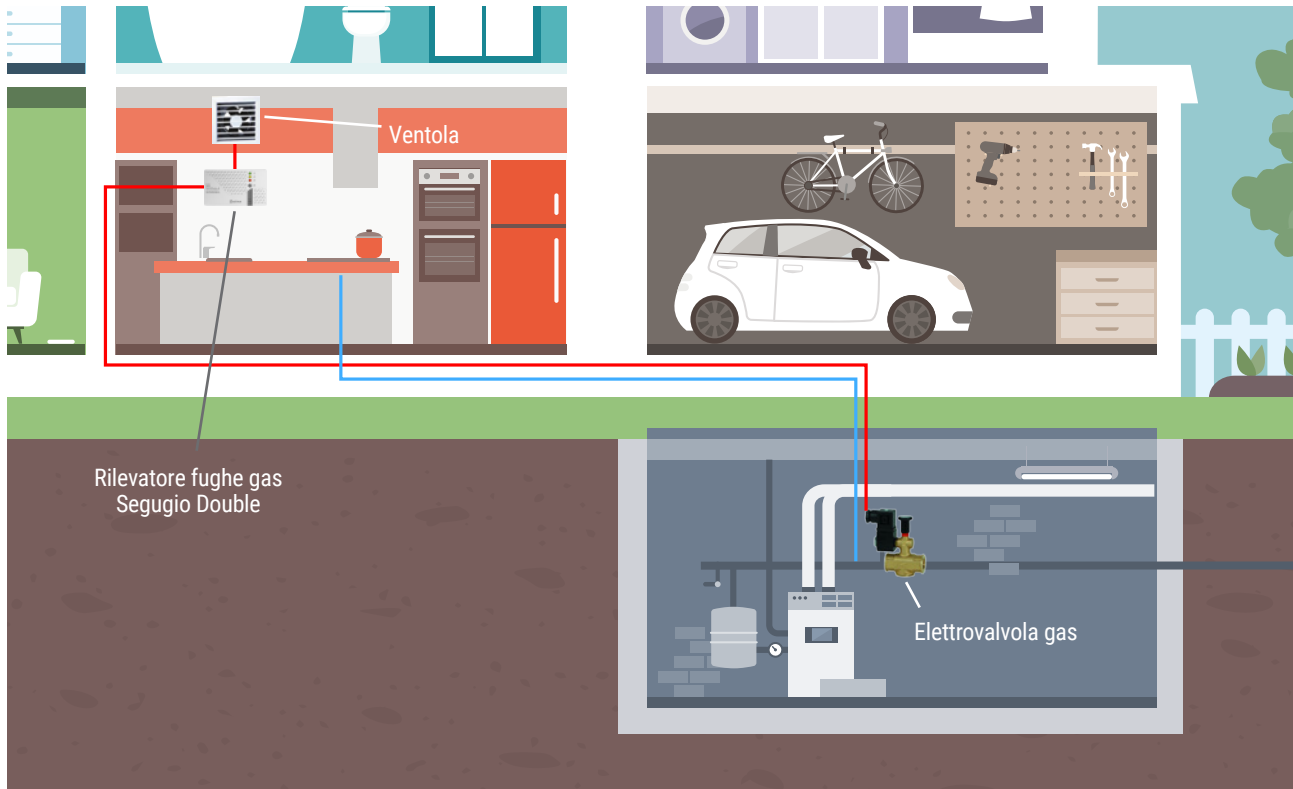 Ventola
Rilevatore fughe gas
Segugio Double
Elettrovalvola gas